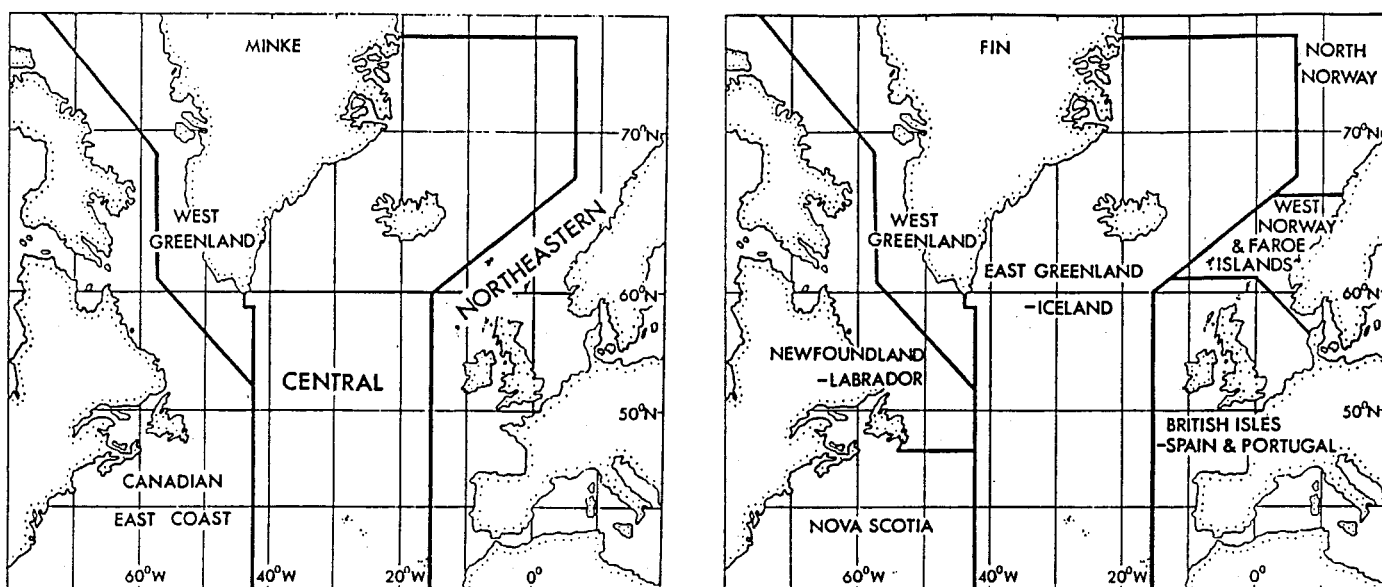 MINKE
70°N
WEST
GREENLAND
NORTHEASTERN
60°N
CENTRAL
50°N
CANADIAN
EAST COAST
60°W
40°W
20°W
0°
FIN
NORTH
NORWAY
70°N
WEST
GREENLAND
WEST
NORWAY
& FAROE
ISLANDS
EAST GREENLAND
-ICELAND
60°N
NEWFOUNDLAND
-LABRADOR
50°N
BRITISH ISLES
-SPAIN & PORTUGAL
NOVA SCOTIA
60°W
40°W
20°W
0°